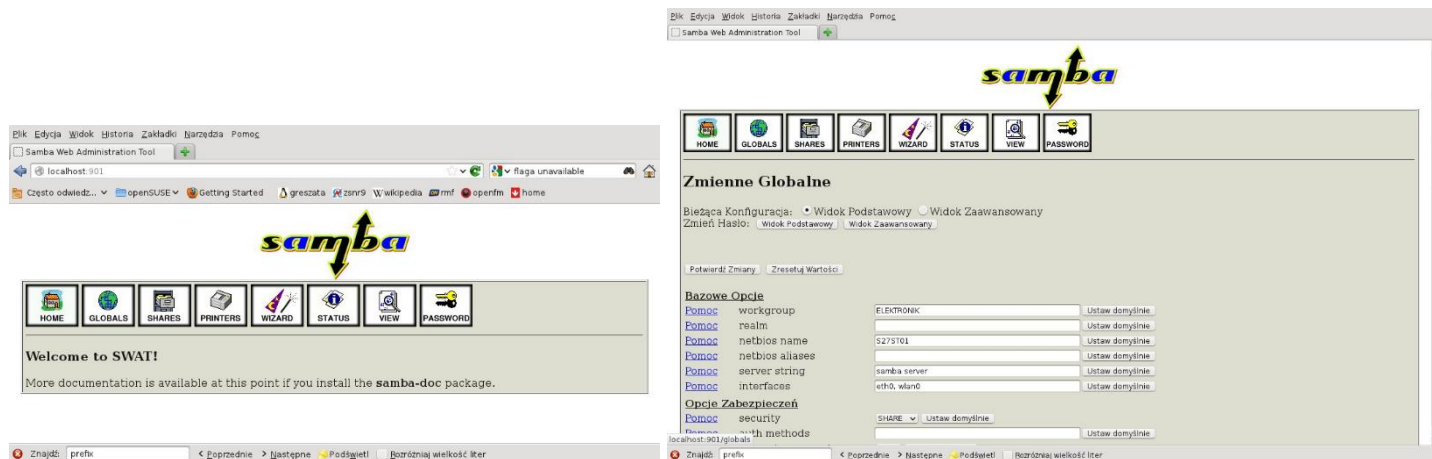 Plik Edycja Widok Historia Zakładki Narzędzia Pomoc
Samba Web Administration Tool
localhost:901
flaga unavailable
Często odwiedz... openSUSE Getting Started greszata zsnr9 wikipedia rmf openfm home
samba
HOME GLOBALS SHARES PRINTERS WIZARD STATUS VIEW PASSWORD
Welcome to SWAT!
More documentation is available at this point if you install the samba-doc package.
Znajdź: prefix Poprzednie Następne Podświetl Rozróżniaj wielkość liter
Plik Edycja Widok Historia Zakładki Narzędzia Pomoc
Samba Web Administration Tool
samba
HOME GLOBALS SHARES PRINTERS WIZARD STATUS VIEW PASSWORD
Zmienne Globalne
Bieżąca Konfiguracja: Widok Podstawowy Widok Zaawansowany
Zmień Hasło: Widok Podstawowy Widok Zaawansowany
Potwierdź Zmiany Zresetuj Wartości
Bazowe Opcje
Pomoc workgroup ELEKTRONIK Ustaw domyślnie
Pomoc realm Ustaw domyślnie
Pomoc netbios name S27ST01 Ustaw domyślnie
Pomoc netbios aliases Ustaw domyślnie
Pomoc server string samba server Ustaw domyślnie
Pomoc interfaces eth0, wlan0 Ustaw domyślnie
Opcje Zabezpieczeń
Pomoc security SHARE Ustaw domyślnie
Pomoc auth methods Ustaw domyślnie
localhost:901/globals
Znajdź: prefix Poprzednie Następne Podświetl Rozróżniaj wielkość liter